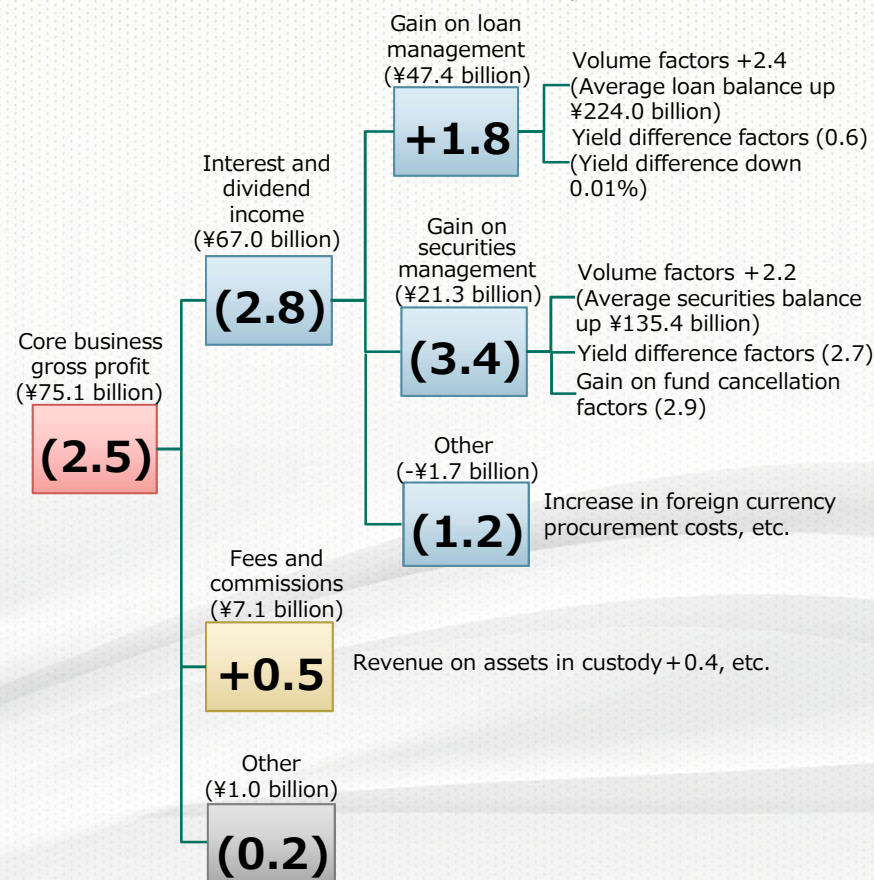 Gain on loan
management
(¥47.4 billion)
+1.8
Volume factors +2.4
(Average loan balance up
¥224.0 billion)
Yield difference factors (0.6)
(Yield difference down
0.01%)
Interest and
dividend
income
(¥67.0 billion)
(2.8)
Gain on
securities
management
(¥21.3 billion)
(3.4)
Volume factors +2.2
(Average securities balance
up ¥135.4 billion)
Yield difference factors (2.7)
Gain on fund cancellation
factors (2.9)
Core business
gross profit
(¥75.1 billion)
(2.5)
Other
(-¥1.7 billion)
(1.2)
Increase in foreign currency
procurement costs, etc.
Fees and
commissions
(¥7.1 billion)
+0.5
Revenue on assets in custody+0.4, etc.
Other
(¥1.0 billion)
(0.2)